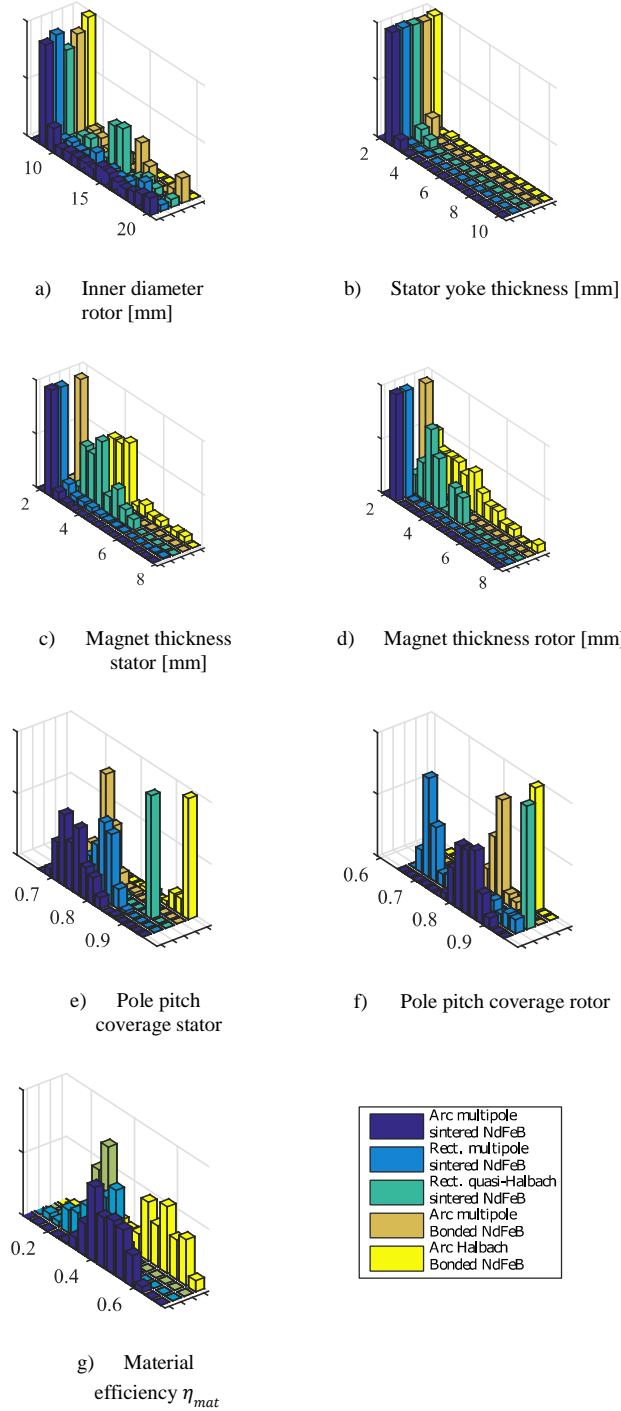 10
15
20
2
4
6
8
10
a) Inner diameter
rotor [mm]
b) Stator yoke thickness [mm]
2
4
6
8
2
4
6
8
c) Magnet thickness
stator [mm]
d) Magnet thickness rotor [mm]
0.7
0.8
0.9
0.6
0.7
0.8
0.9
e) Pole pitch
coverage stator
f) Pole pitch coverage rotor
0.2
0.4
0.6
Arc multipole
sintered NdFeB
Rect. multipole
sintered NdFeB
Rect. quasi-Halbach
sintered NdFeB
Arc multipole
Bonded NdFeB
Arc Halbach
Bonded NdFeB
g) Material
efficiency η_mat